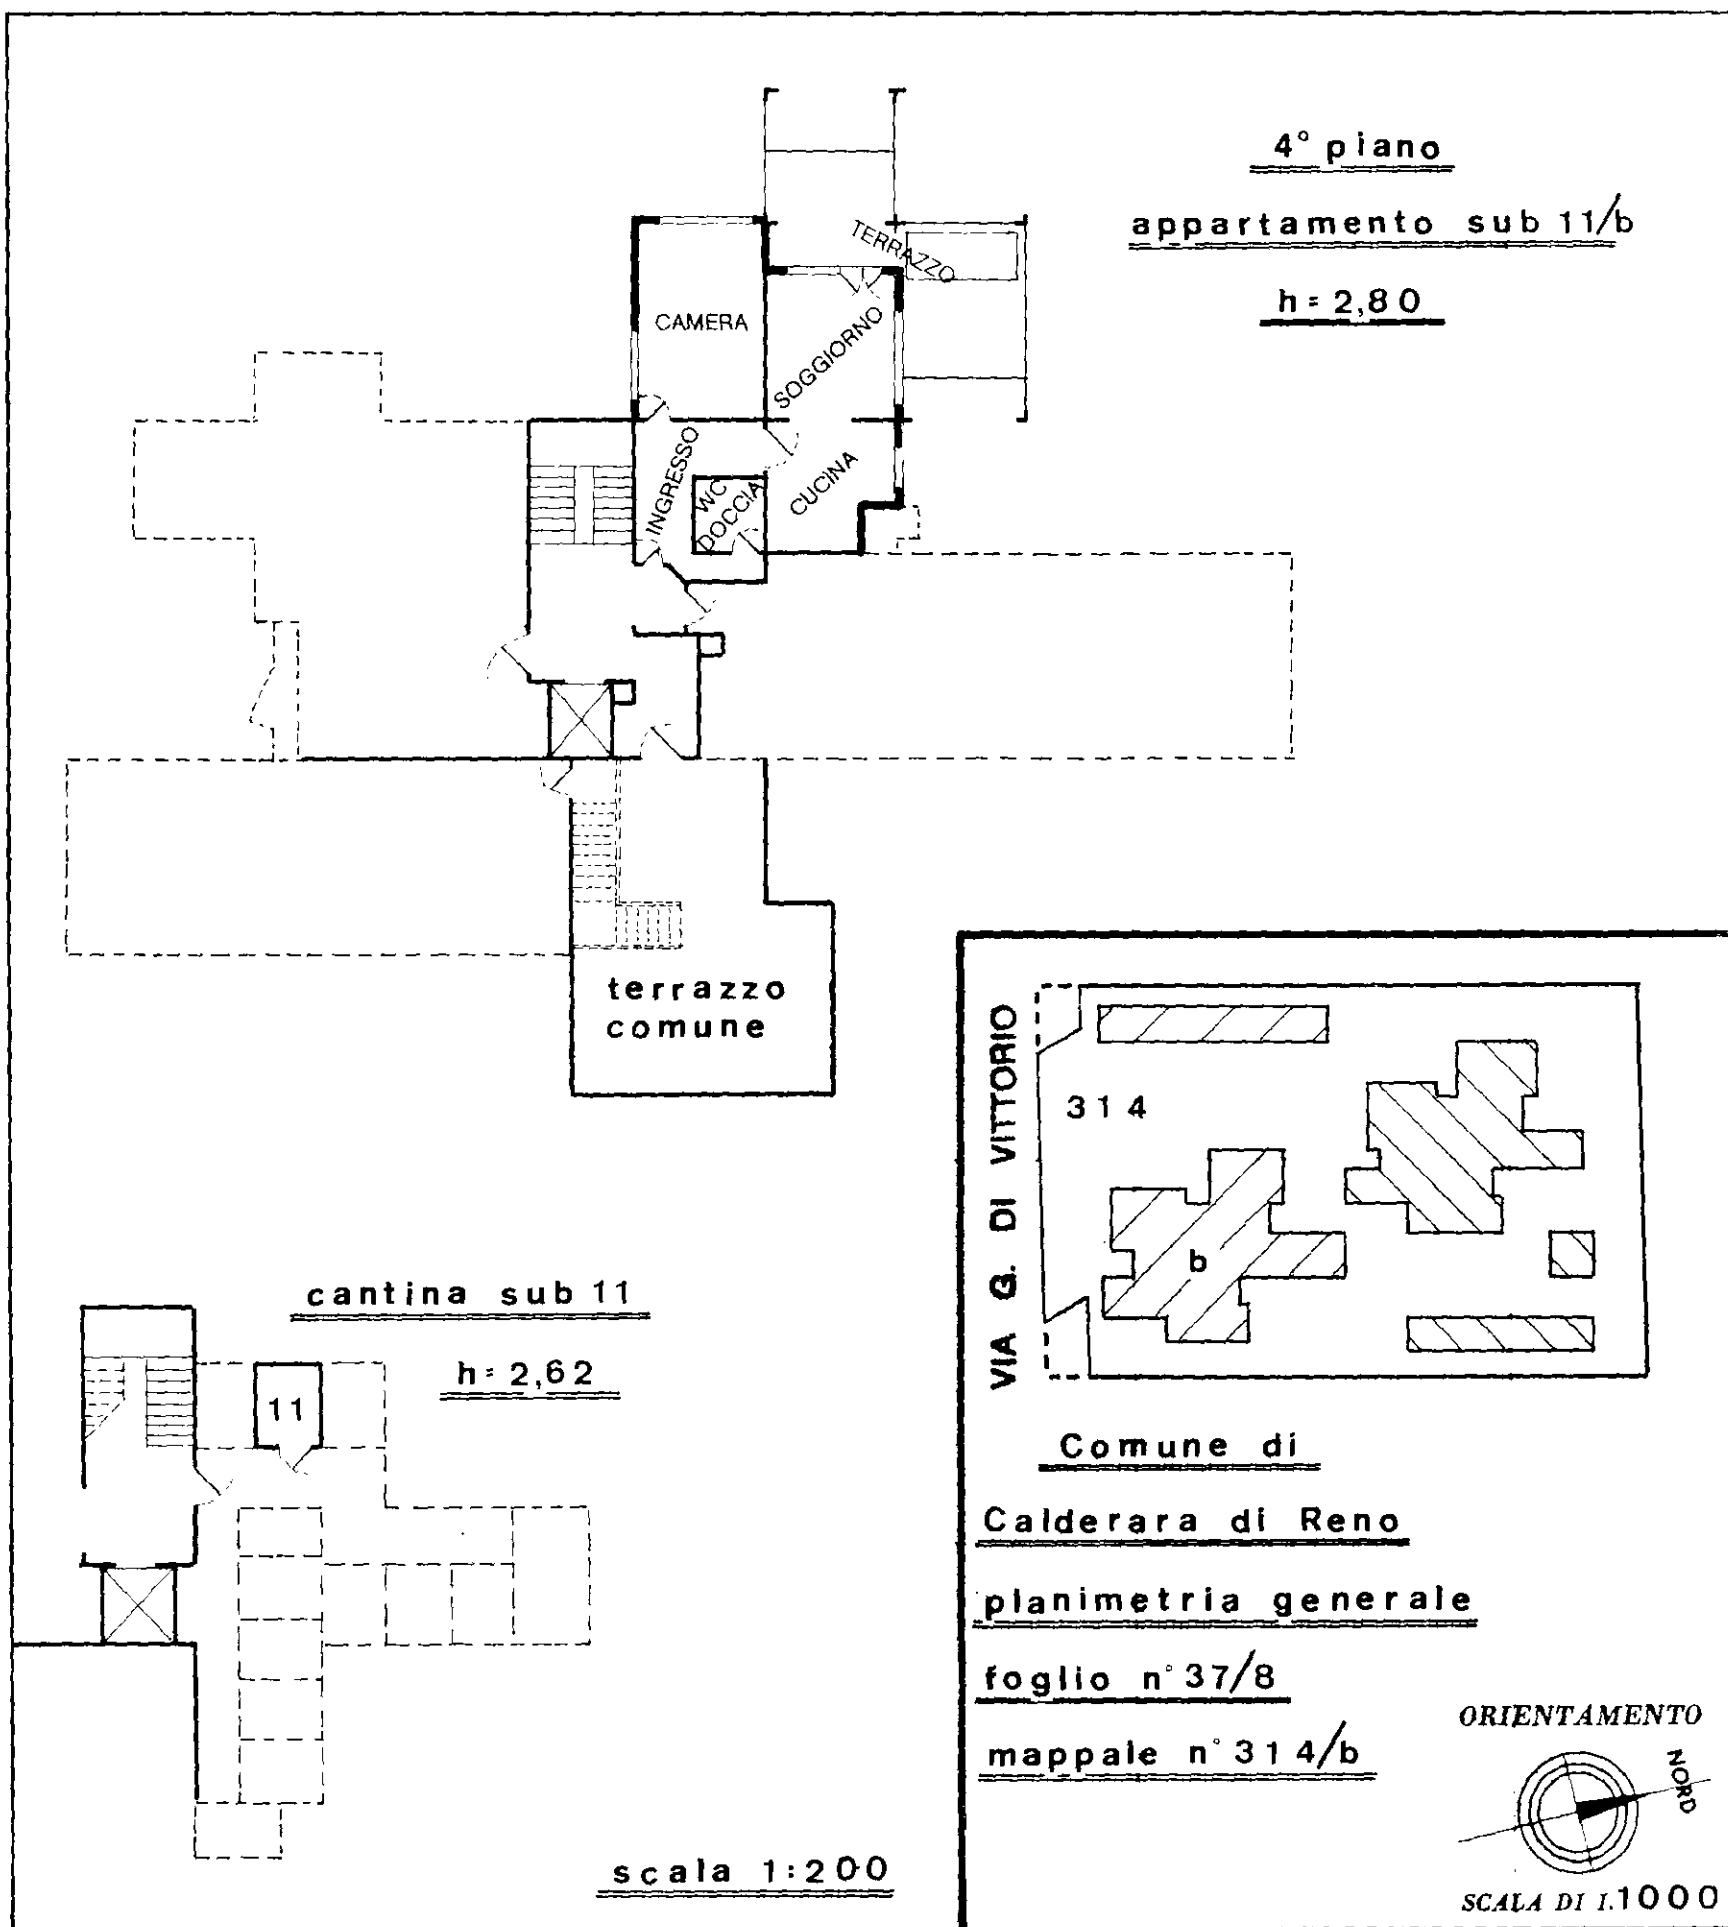 4° piano
appartamento sub 11/b
h = 2,80
TERRAZZO
CAMERA
SOGGIORNO
INGRESSO
WC
DOCCIA
CUCINA
terrazzo
comune
cantina sub 11
h = 2,62
11
scala 1:200
VIA G. DI VITTORIO
314
b
Comune di
Calderara di Reno
planimetria generale
foglio n° 37/8
mappale n° 314/b
ORIENTAMENTO
NORD
SCALA DI 1:1000